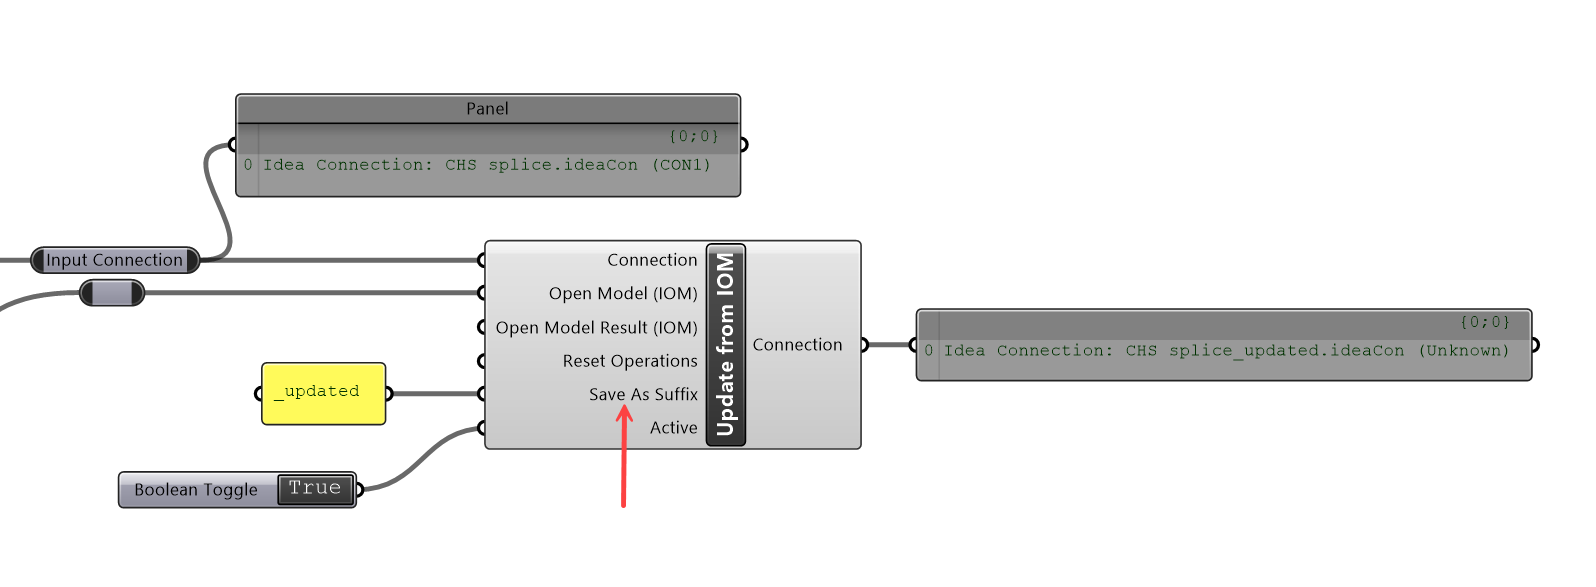 Panel
{0;0}
0 Idea Connection: CHS splice.ideaCon (CON1)
Input Connection
Connection
Open Model (IOM)
Open Model Result (IOM)
Reset Operations
Save As Suffix
Active
Update from IOM
Connection
_updated
Boolean Toggle True
{0;0}
0 Idea Connection: CHS splice_updated.ideaCon (Unknown)